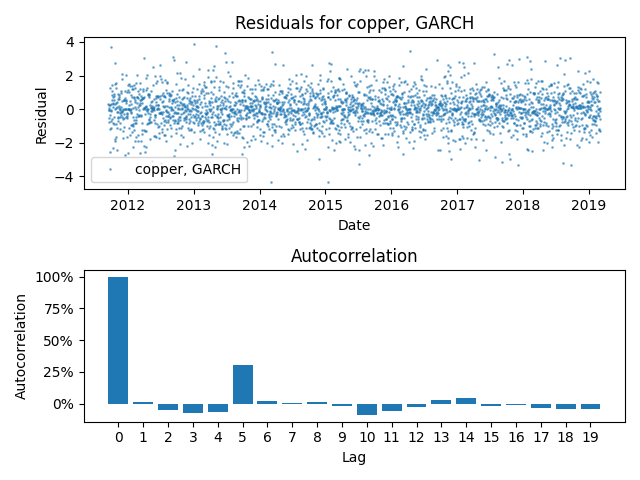 Residuals for copper, GARCH
4
2
0
−2
−4
Residual
copper, GARCH
2012 2013 2014 2015 2016 2017 2018 2019
Date
Autocorrelation
100%
75%
50%
25%
0%
Autocorrelation
0 1 2 3 4 5 6 7 8 9 10 11 12 13 14 15 16 17 18 19
Lag